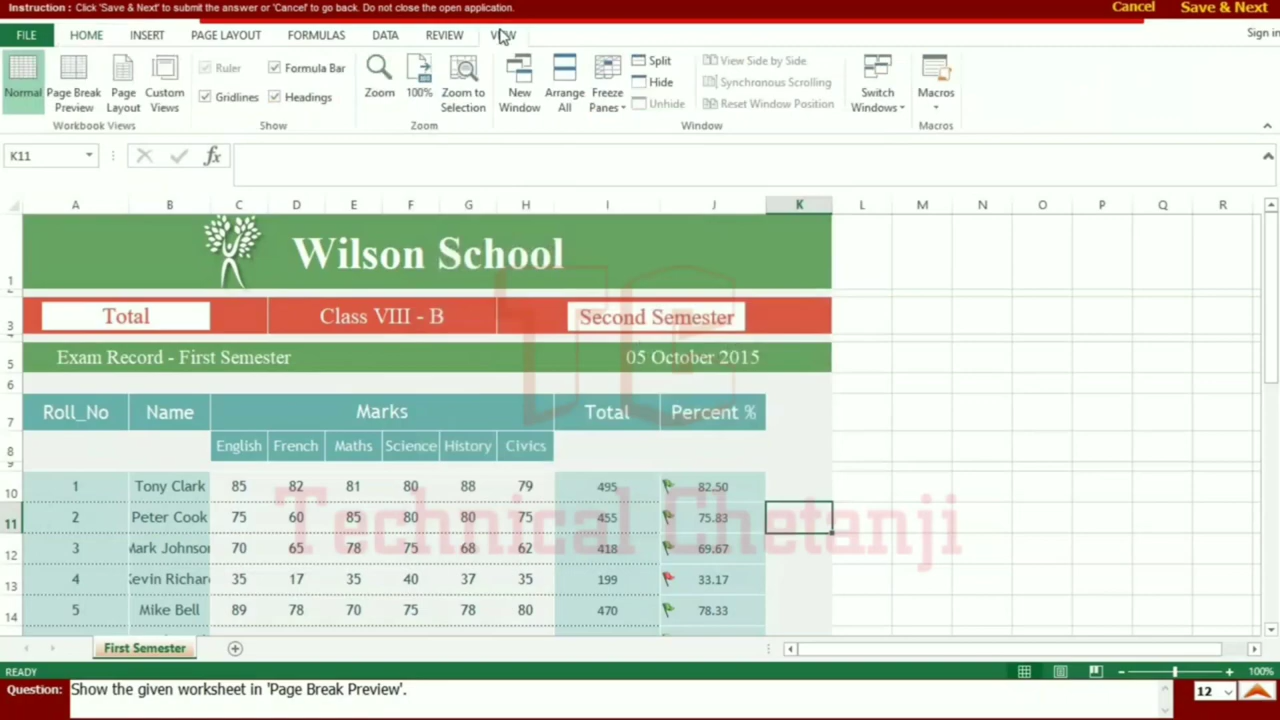 Instruction : Click 'Save & Next' to submit the answer or 'Cancel' to go back. Do not close the open application. Cancel Save & Next
FILE HOME INSERT PAGE LAYOUT FORMULAS DATA REVIEW VIEW Sign in
Normal Page Break Preview Page Layout Custom Views
Workbook Views
Ruler Formula Bar
Gridlines Headings
Show
Zoom 100% Zoom to Selection
Zoom
New Window Arrange All Freeze Panes
Split
Hide
Unhide
View Side by Side
Synchronous Scrolling
Reset Window Position
Window
Switch Windows
Macros
Macros
K11 fx
A B C D E F G H I J K L M N O P Q R
1 Wilson School
3 Total Class VIII - B Second Semester
5 Exam Record - First Semester 05 October 2015
6
7 Roll_No Name Marks Total Percent %
8 English French Maths Science History Civics
9
10 1 Tony Clark 85 82 81 80 88 79 495 82.50
11 2 Peter Cook 75 60 85 80 80 75 455 75.83
12 3 Mark Johnson 70 65 78 75 68 62 418 69.67
13 4 Kevin Richard 35 17 35 40 37 35 199 33.17
14 5 Mike Bell 89 78 70 75 78 80 470 78.33
TC
Technical Chetanji
First Semester
READY 100%
Question: Show the given worksheet in 'Page Break Preview'. 12